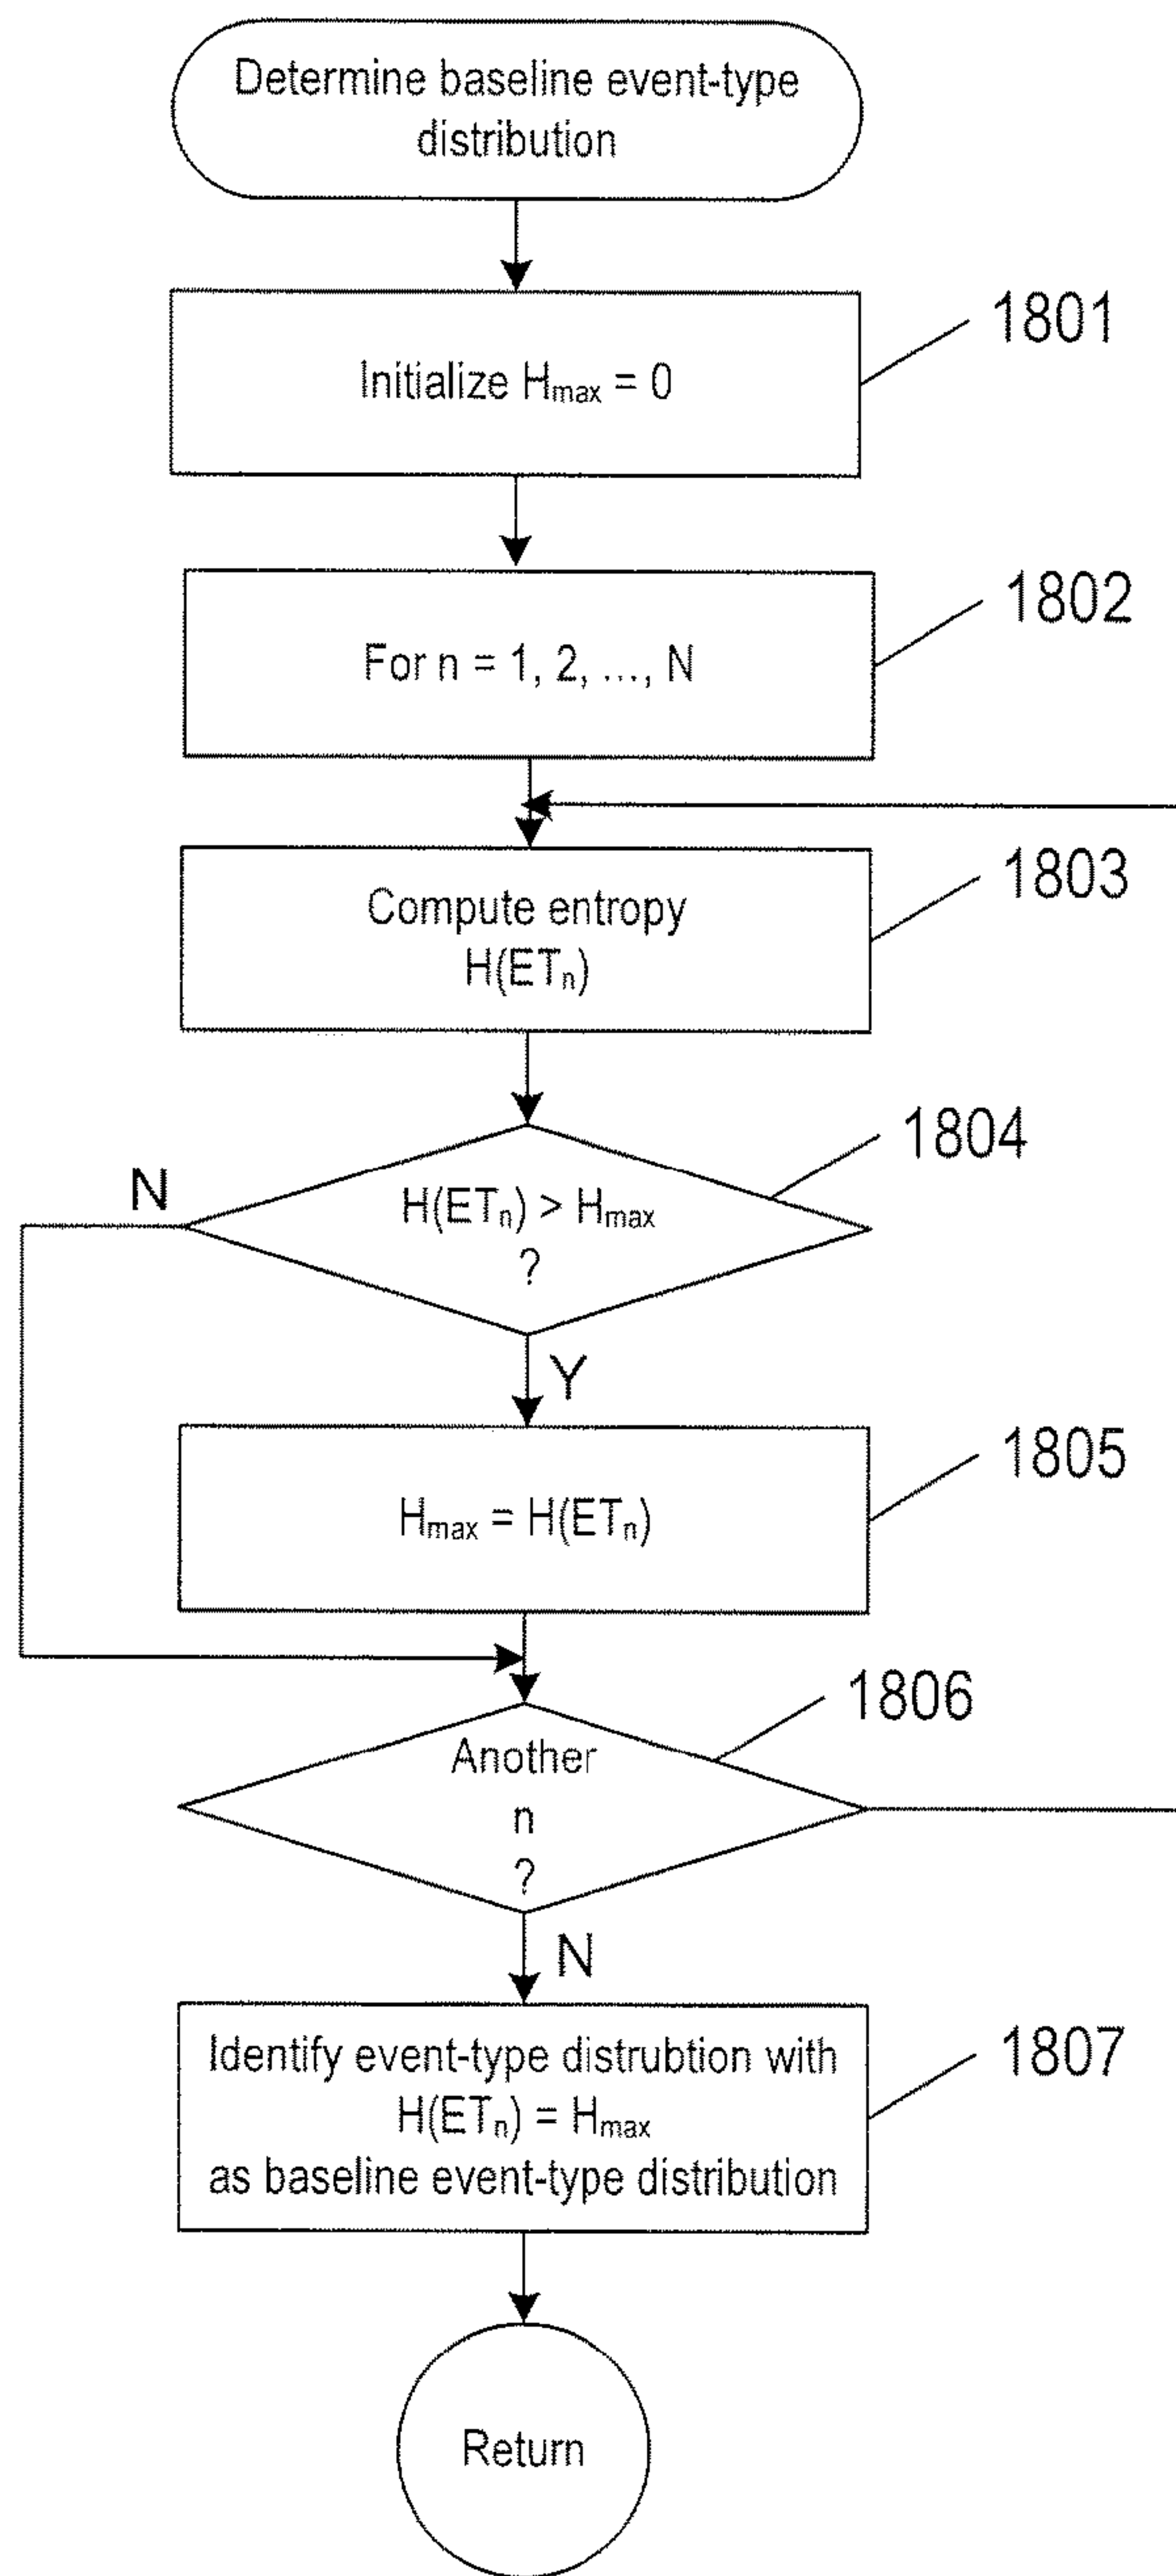 Determine baseline event-type
distribution
1801
Initialize Hmax = 0
1802
For n = 1, 2, ..., N
1803
Compute entropy
H(ETn)
1804
N
H(ETn) > Hmax
?
Y
1805
Hmax = H(ETn)
1806
Another
n
?
N
1807
Identify event-type distrubtion with
H(ETn) = Hmax
as baseline event-type distribution
Return